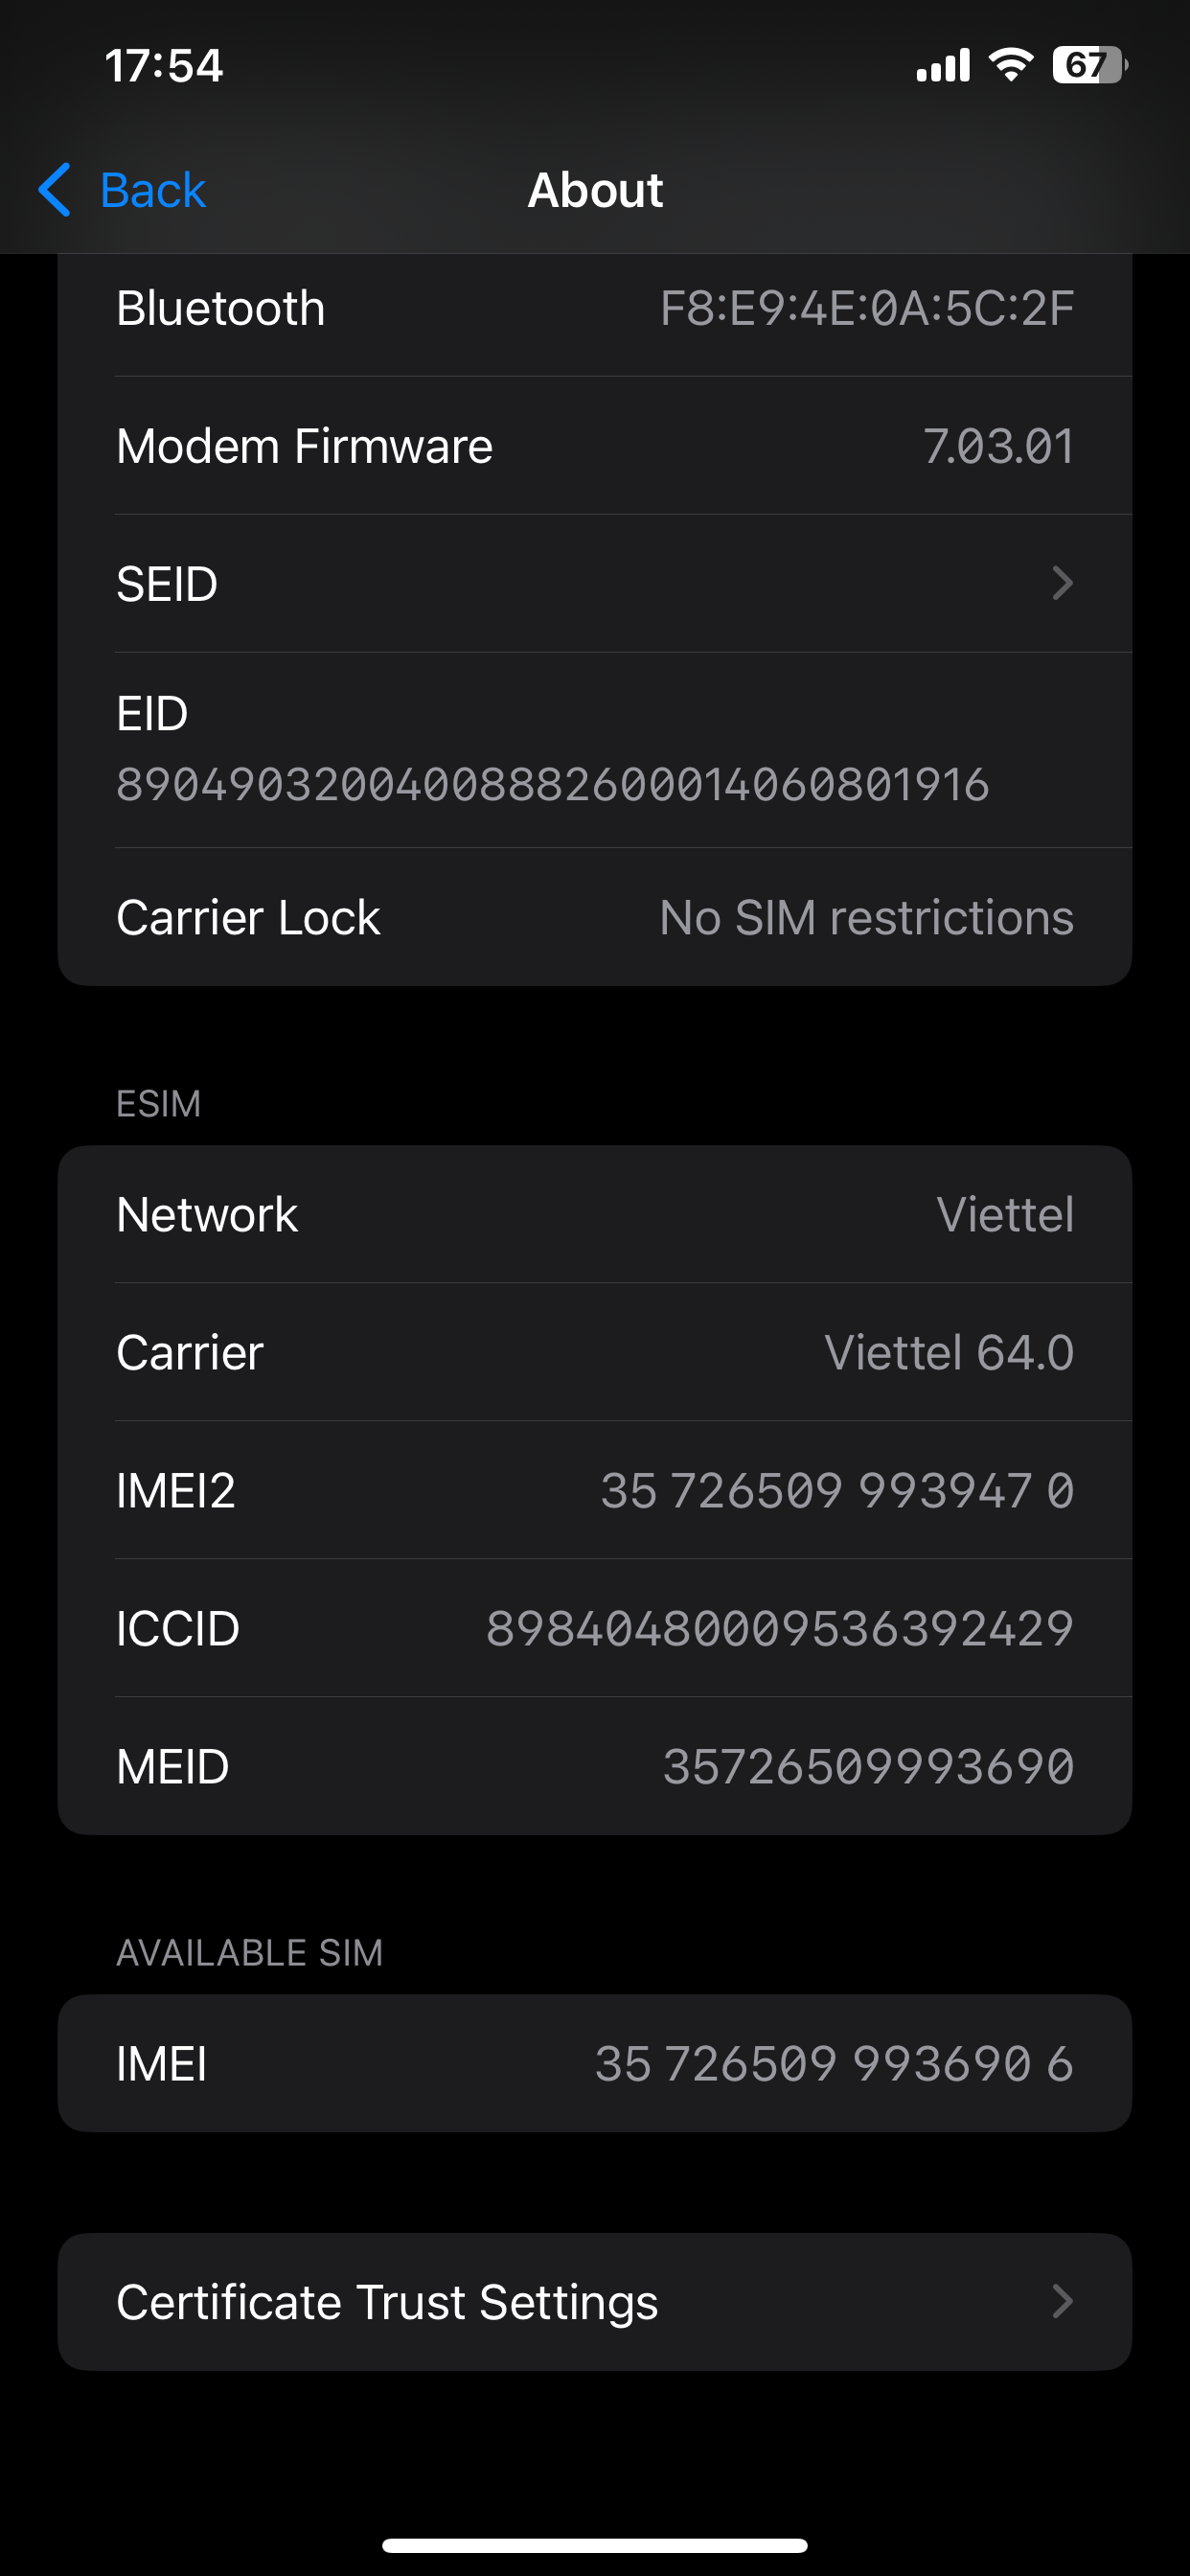 17:54
67
Back
About
Bluetooth F8:E9:4E:0A:5C:2F
Modem Firmware 7.03.01
SEID
EID
89049032004008882600014060801916
Carrier Lock No SIM restrictions
ESIM
Network Viettel
Carrier Viettel 64.0
IMEI2 35 726509 993947 0
ICCID 89840480009536392429
MEID 35726509993690
AVAILABLE SIM
IMEI 35 726509 993690 6
Certificate Trust Settings